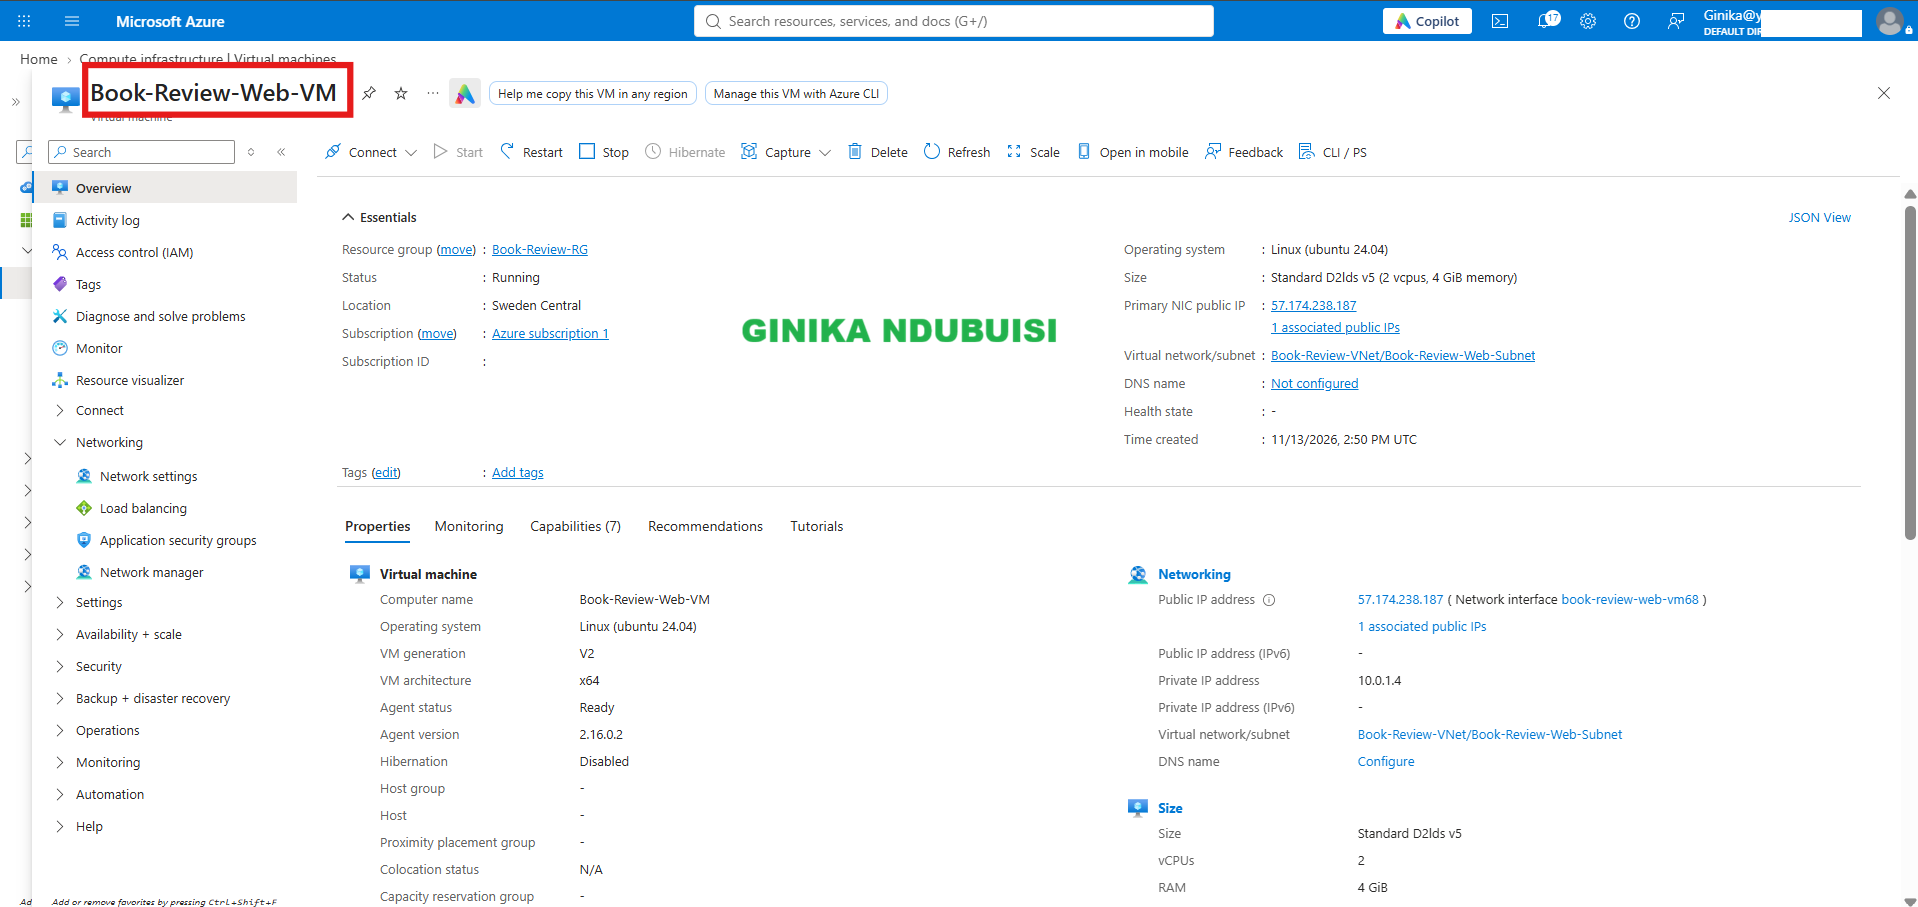 Microsoft Azure
Search resources, services, and docs (G+/)
Copilot
17
Ginika@y
DEFAULT DIR
Home > Compute infrastructure | Virtual machines
Book-Review-Web-VM
Virtual machine
Help me copy this VM in any region
Manage this VM with Azure CLI
Search
Connect
Start
Restart
Stop
Hibernate
Capture
Delete
Refresh
Scale
Open in mobile
Feedback
CLI / PS
Overview
Activity log
Access control (IAM)
Tags
Diagnose and solve problems
Monitor
Resource visualizer
Connect
Networking
Network settings
Load balancing
Application security groups
Network manager
Settings
Availability + scale
Security
Backup + disaster recovery
Operations
Monitoring
Automation
Help
Ad
Add or remove favorites by pressing Ctrl+Shift+F
Essentials
JSON View
Resource group (move) : Book-Review-RG
Status : Running
Location : Sweden Central
Subscription (move) : Azure subscription 1
Subscription ID :
GINIKA NDUBUISI
Operating system : Linux (ubuntu 24.04)
Size : Standard D2lds v5 (2 vcpus, 4 GiB memory)
Primary NIC public IP : 57.174.238.187
1 associated public IPs
Virtual network/subnet : Book-Review-VNet/Book-Review-Web-Subnet
DNS name : Not configured
Health state : -
Time created : 11/13/2026, 2:50 PM UTC
Tags (edit) : Add tags
Properties
Monitoring
Capabilities (7)
Recommendations
Tutorials
Virtual machine
Computer name Book-Review-Web-VM
Operating system Linux (ubuntu 24.04)
VM generation V2
VM architecture x64
Agent status Ready
Agent version 2.16.0.2
Hibernation Disabled
Host group -
Host -
Proximity placement group -
Colocation status N/A
Capacity reservation group -
Networking
Public IP address 57.174.238.187 ( Network interface book-review-web-vm68 )
1 associated public IPs
Public IP address (IPv6) -
Private IP address 10.0.1.4
Private IP address (IPv6) -
Virtual network/subnet Book-Review-VNet/Book-Review-Web-Subnet
DNS name Configure
Size
Size Standard D2lds v5
vCPUs 2
RAM 4 GiB